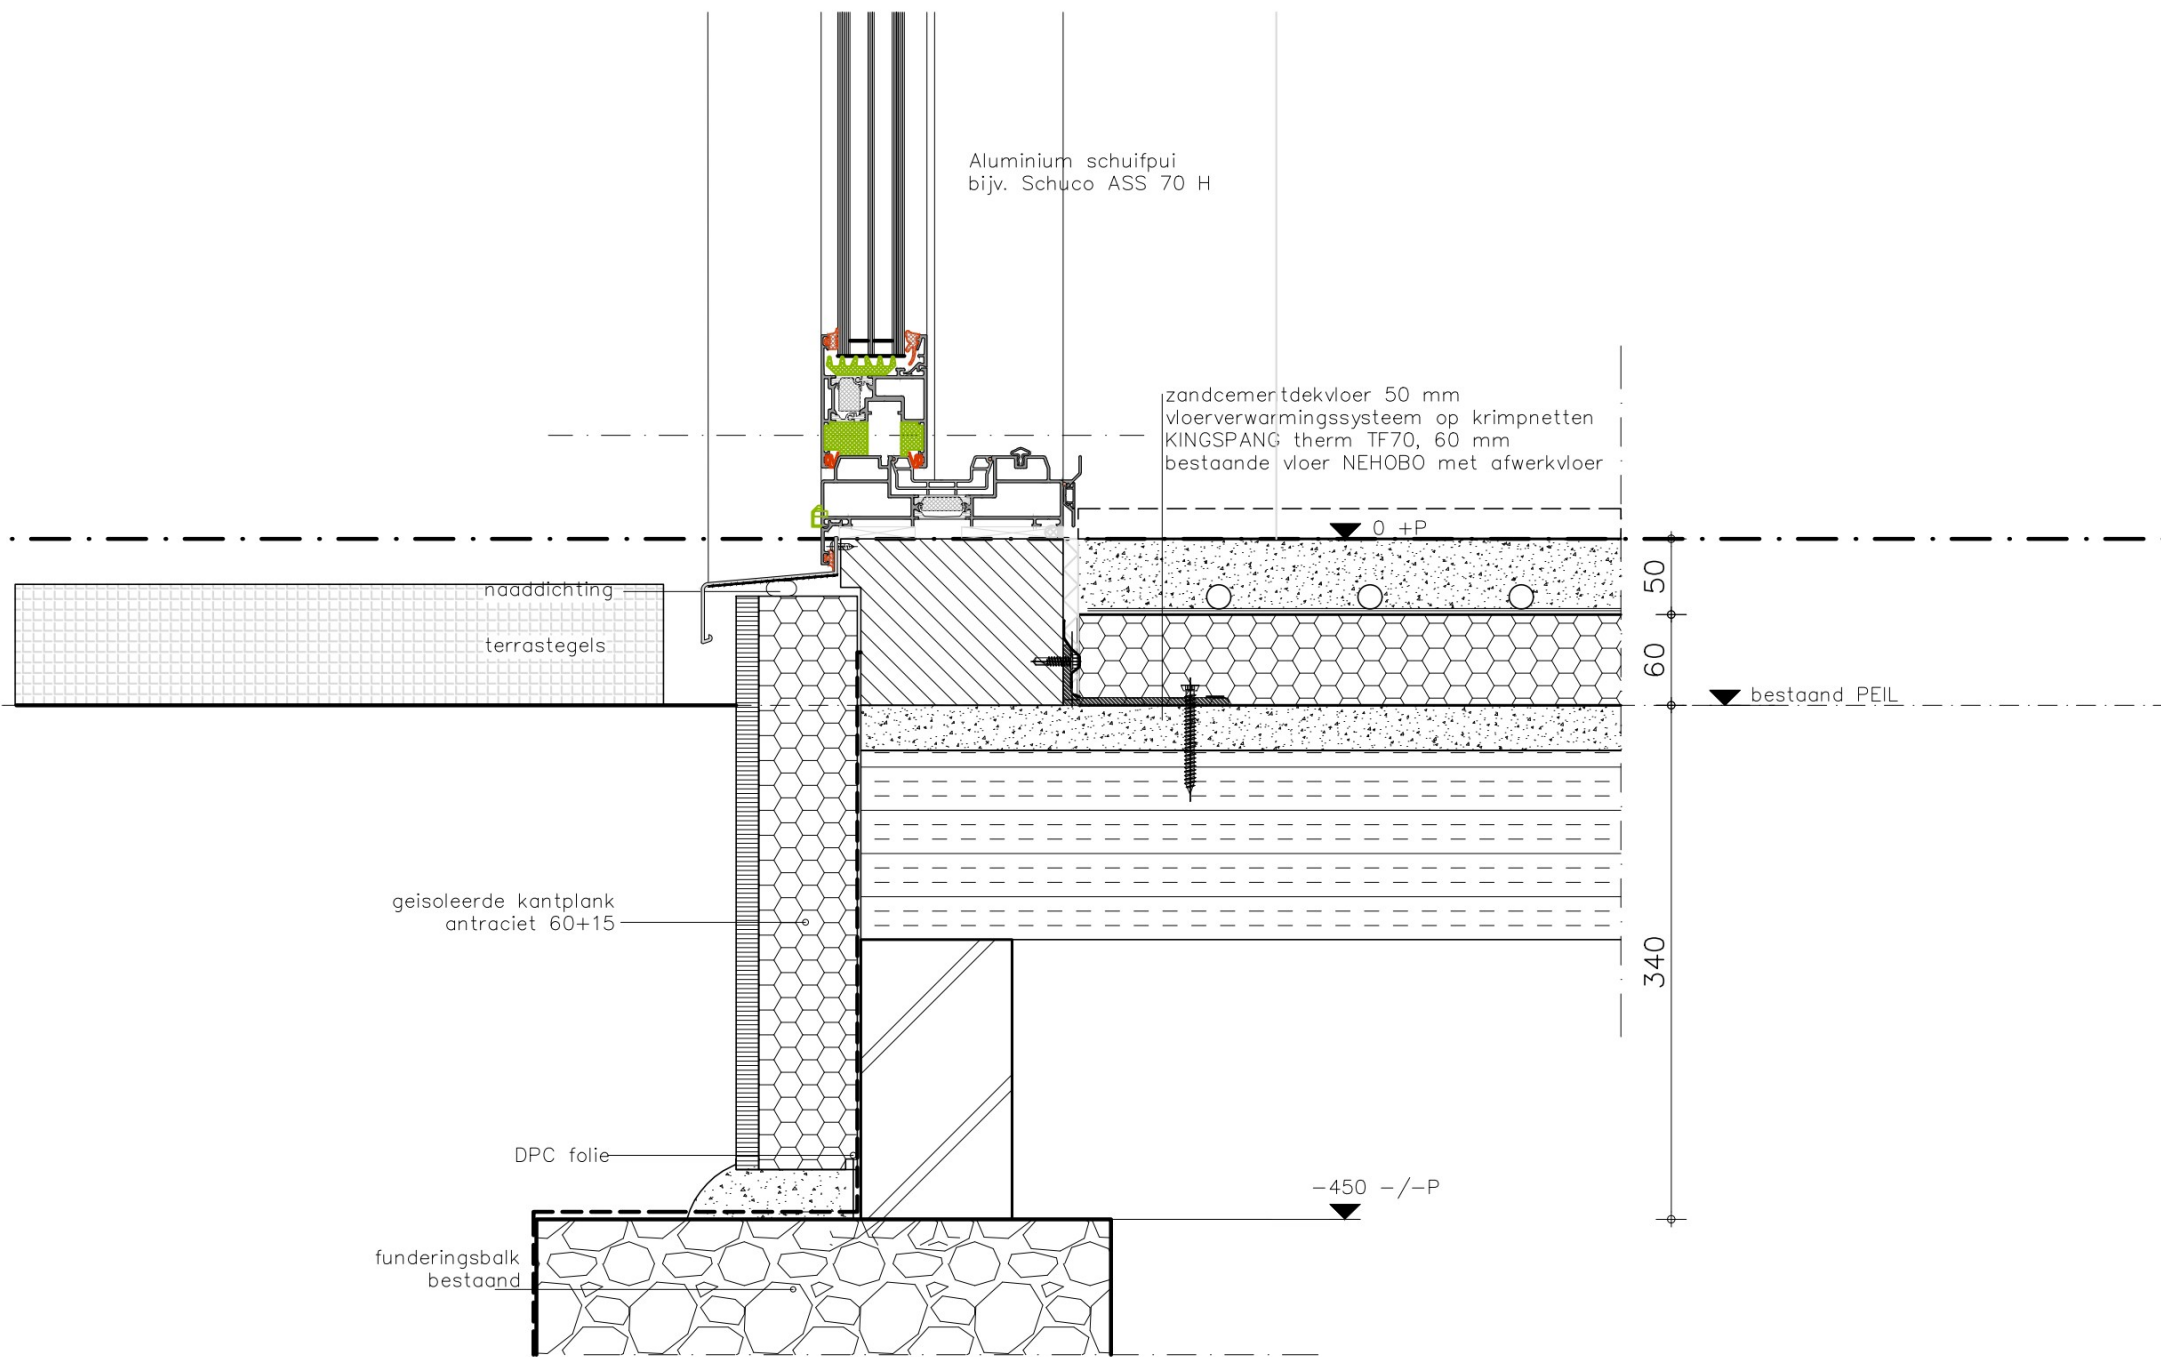 Aluminium schuifpui
bijv. Schuco ASS 70 H
zandcementdekvloer 50 mm
vloerverwarmingssysteem op krimpnetten
KINGSPANG therm TF70, 60 mm
bestaande vloer NEHOBO met afwerkvloer
0 +P
50
naaddichting
terrastegels
60
bestaand PEIL
geisoleerde kantplank
antraciet 60+15
340
DPC folie
-450 -/-P
funderingsbalk
bestaand